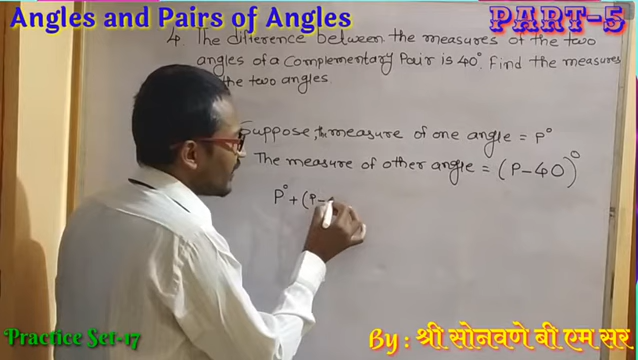 Angles and Pairs of Angles
PART-5
4. The difference between the measures of the two
angles of a Complementary Pair is 40°. Find the measures
the two angles.
Suppose, the measure of one angle = P°
The measure of other angle = (P-40)°
P° + (P-
Practice Set-17
By : श्री सोनवणे बी एम सर